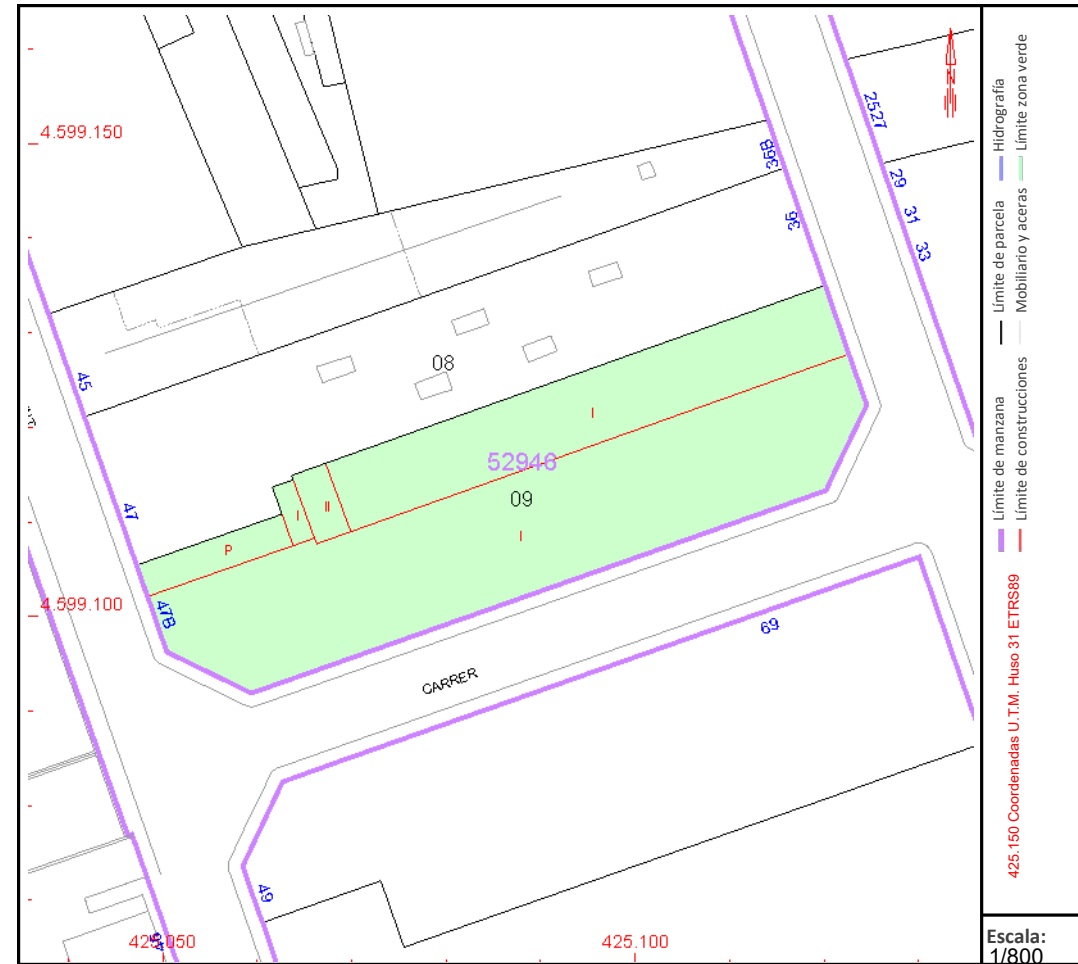 4.599.150
39B
36
2527
29
31
33
45
08
I
52946
09
I
II
I
P
47
47B
4.599.100
69
CARRER
49
425.050
425.100
N
Límite de manzana
Límite de construcciones
Límite de parcela
Mobiliario y aceras
Hidrografía
Límite zona verde
425.150 Coordenadas U.T.M. Huso 31 ETRS89
Escala:
1/800